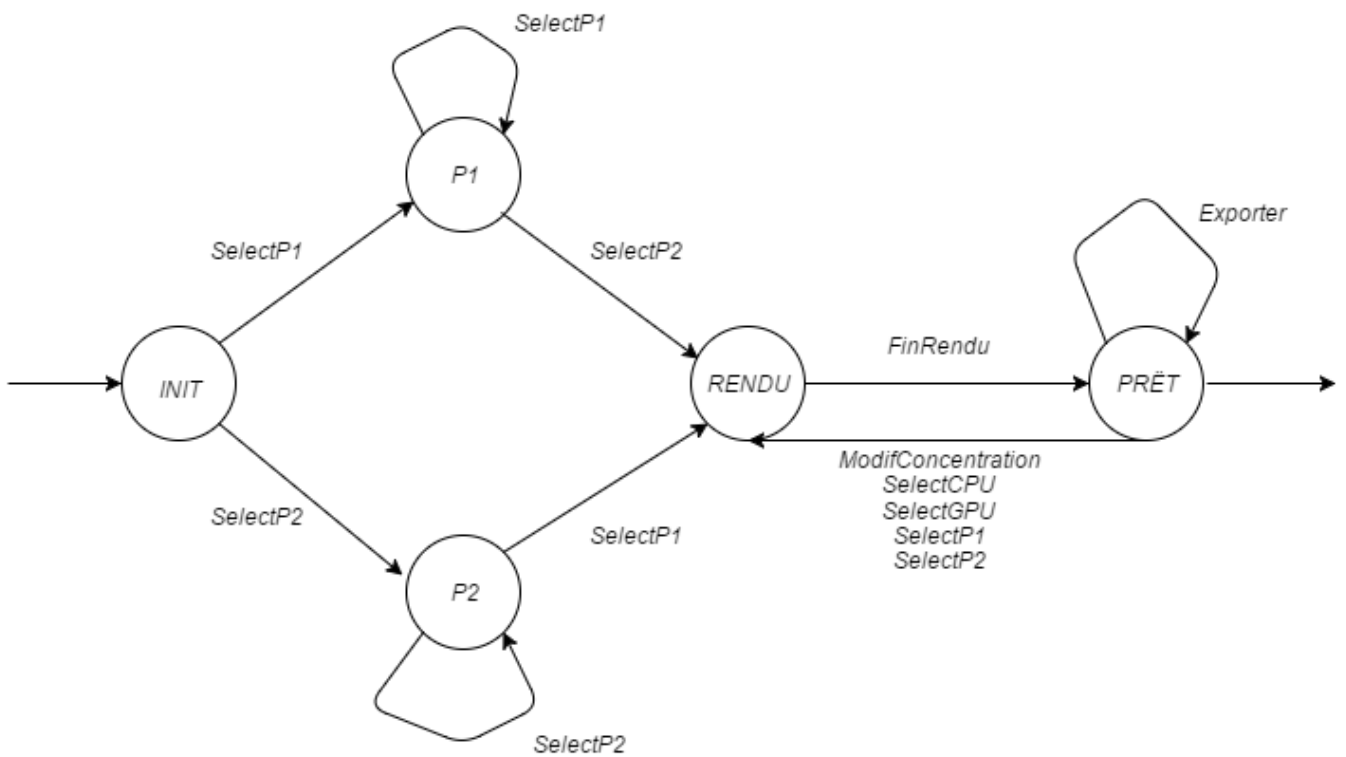 SelectP1
P1
Exporter
SelectP1
SelectP2
FinRendu
INIT
RENDU
PRËT
ModifConcentration
SelectCPU
SelectGPU
SelectP1
SelectP2
SelectP2
SelectP1
P2
SelectP2